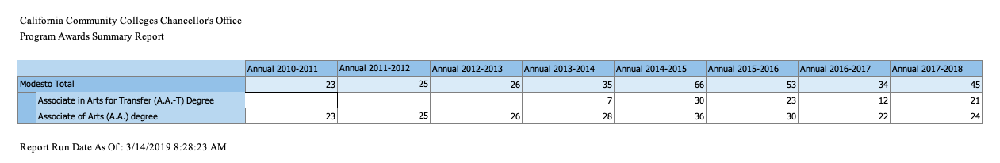 California Community Colleges Chancellor's Office
Program Awards Summary Report
Annual 2010-2011 Annual 2011-2012 Annual 2012-2013 Annual 2013-2014 Annual 2014-2015 Annual 2015-2016 Annual 2016-2017 Annual 2017-2018
Modesto Total 23 25 26 35 66 53 34 45
Associate in Arts for Transfer (A.A.-T) Degree 7 30 23 12 21
Associate of Arts (A.A.) degree 23 25 26 28 36 30 22 24
Report Run Date As Of : 3/14/2019 8:28:23 AM